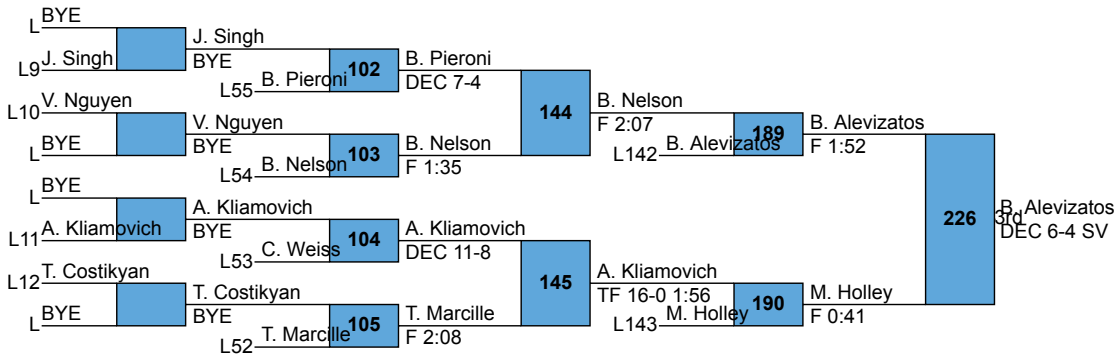 L BYE
L9 J. Singh
J. Singh
BYE
L55 B. Pieroni
102
B. Pieroni
DEC 7-4
L10 V. Nguyen
L BYE
V. Nguyen
BYE
L54 B. Nelson
103
B. Nelson
F 1:35
144
B. Nelson
F 2:07
L142 B. Alevizatos
189
B. Alevizatos
F 1:52
L BYE
L11 A. Kliamovich
A. Kliamovich
BYE
L53 C. Weiss
104
A. Kliamovich
DEC 11-8
L12 T. Costikyan
L BYE
T. Costikyan
BYE
L52 T. Marcille
105
T. Marcille
F 2:08
145
A. Kliamovich
TF 16-0 1:56
L143 M. Holley
190
M. Holley
F 0:41
226
B. Alevizatos
3rd
DEC 6-4 SV